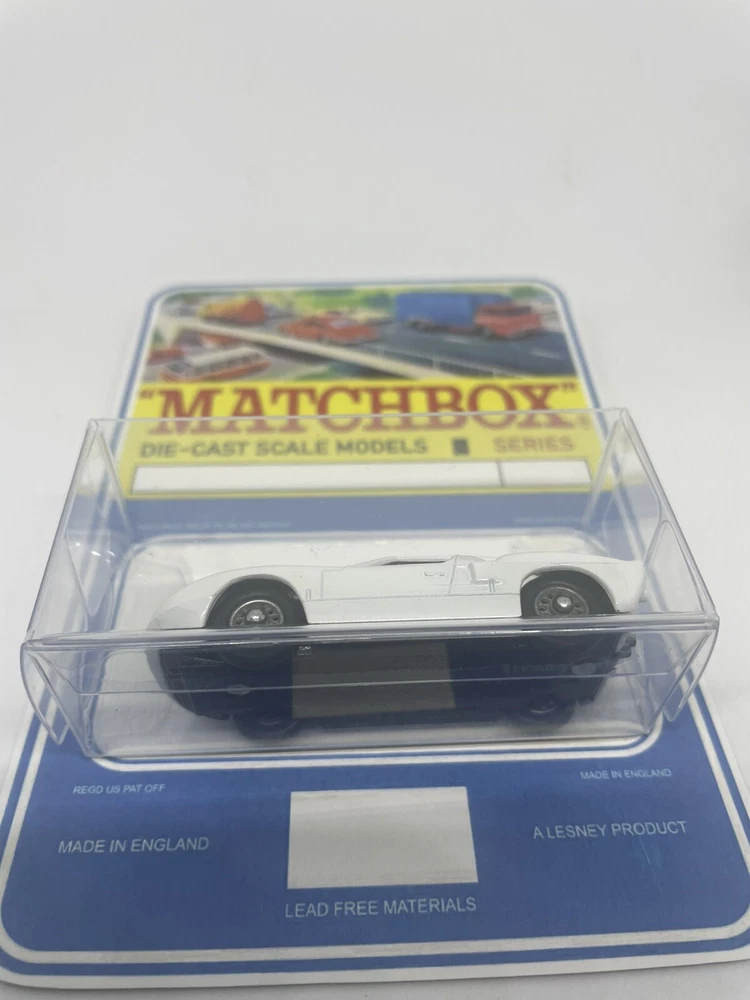 "MATCHBOX"
DIE-CAST SCALE MODELS SERIES
REGD US PAT OFF
MADE IN ENGLAND
MADE IN ENGLAND
A LESNEY PRODUCT
LEAD FREE MATERIALS